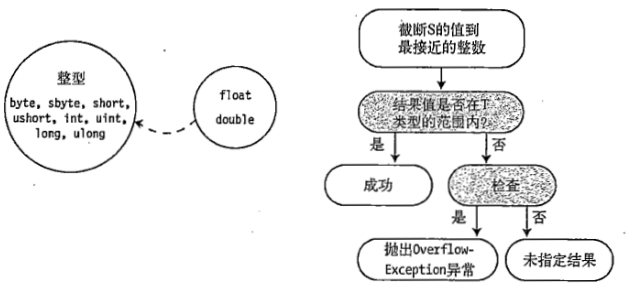 整型
byte, sbyte, short,
ushort, int, uint,
long, ulong
float
double
截断S的值到
最接近的整数
结果值是否在T
类型的范围内?
是
否
成功
检查
是
否
抛出Overflow-
Exception异常
未指定结果